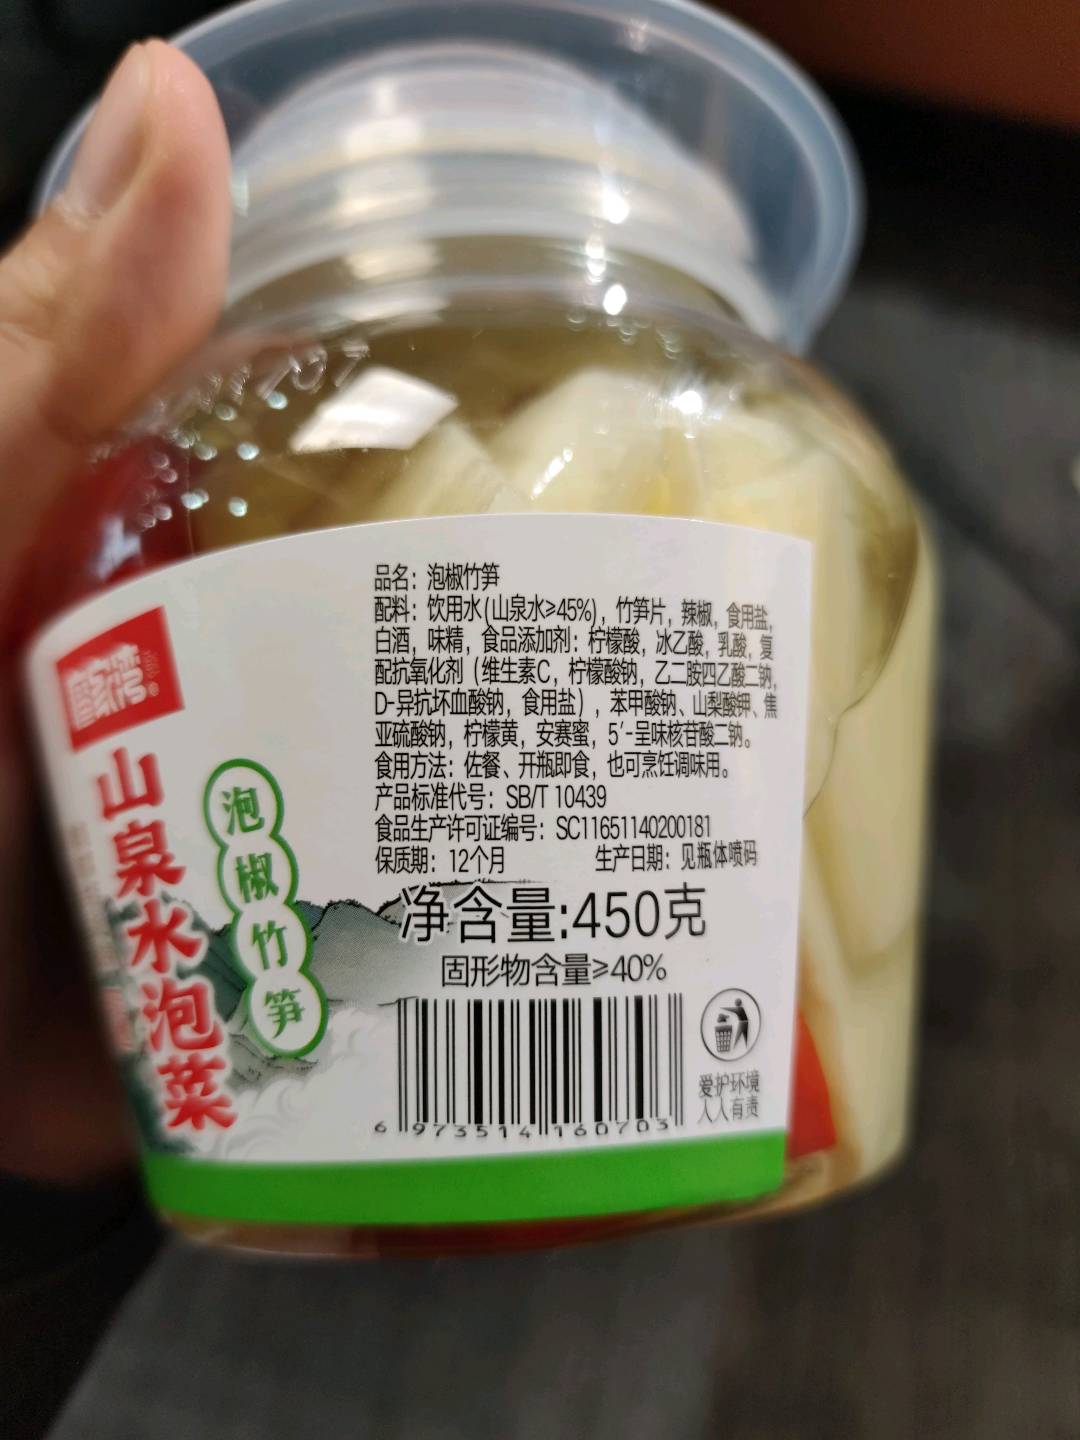 品名：泡椒竹笋
配料：饮用水(山泉水≥45%)，竹笋片，辣椒，食用盐，
白酒，味精，食品添加剂：柠檬酸，冰乙酸，乳酸，复
配抗氧化剂（维生素C，柠檬酸钠，乙二胺四乙酸二钠，
D-异抗坏血酸钠，食用盐），苯甲酸钠、山梨酸钾、焦
亚硫酸钠，柠檬黄，安赛蜜，5′-呈味核苷酸二钠。
食用方法：佐餐、开瓶即食，也可烹饪调味用。
产品标准代号：SB/T 10439
食品生产许可证编号：SC11651140200181
保质期：12个月 生产日期：见瓶体喷码
净含量:450克
固形物含量≥40%
6 973514 160703
爱护环境
人人有责
山泉水泡菜
泡椒竹笋